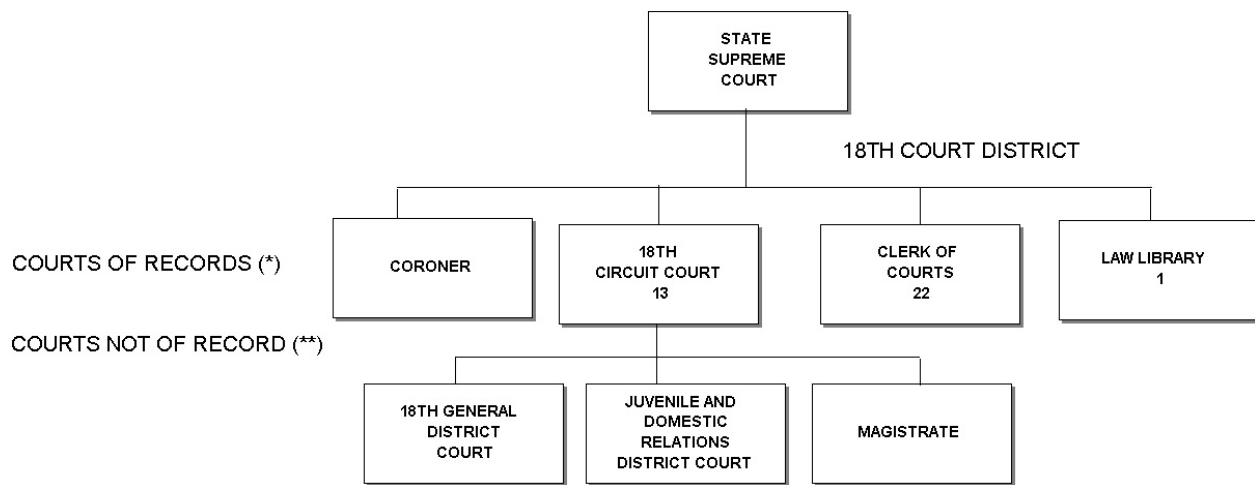 STATE
SUPREME
COURT
18TH COURT DISTRICT
COURTS OF RECORDS (*)
CORONER
18TH
CIRCUIT COURT
13
CLERK OF
COURTS
22
LAW LIBRARY
1
COURTS NOT OF RECORD (**)
18TH GENERAL
DISTRICT
COURT
JUVENILE AND
DOMESTIC
RELATIONS
DISTRICT COURT
MAGISTRATE